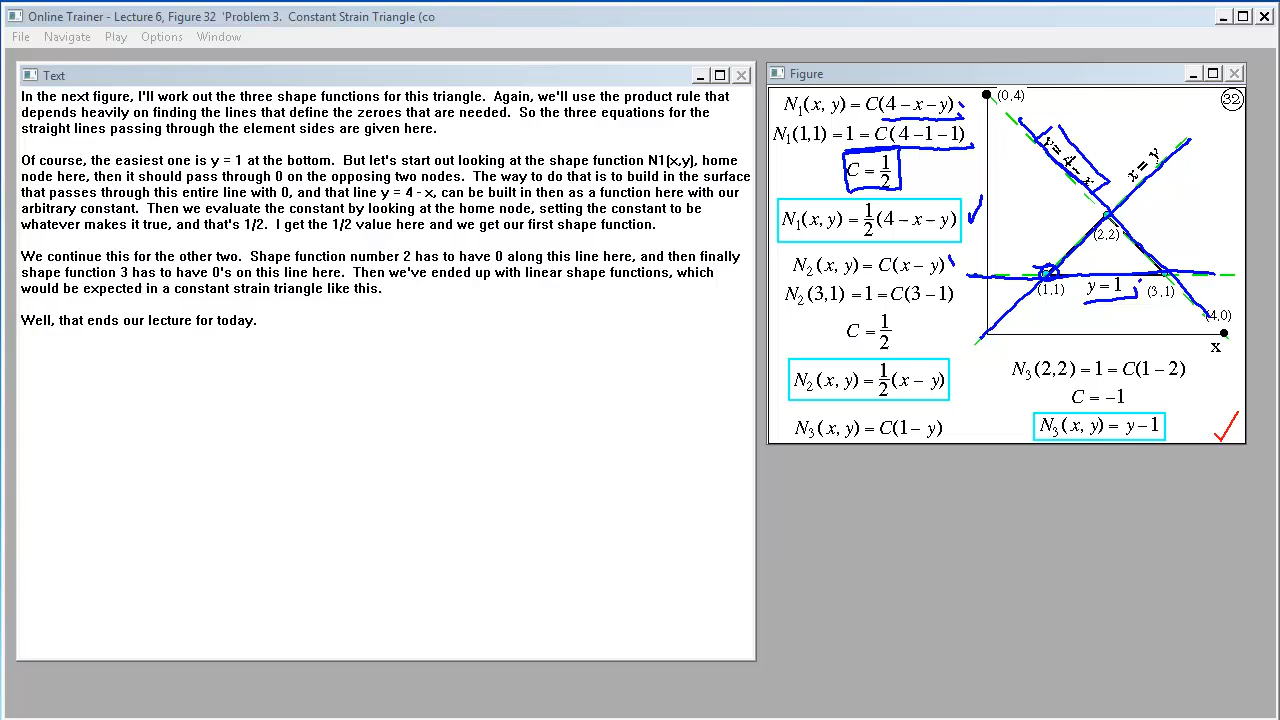 Online Trainer - Lecture 6, Figure 32 'Problem 3. Constant Strain Triangle (co
File Navigate Play Options Window
Text
In the next figure, I'll work out the three shape functions for this triangle. Again, we'll use the product rule that
depends heavily on finding the lines that define the zeroes that are needed. So the three equations for the
straight lines passing through the element sides are given here.
Of course, the easiest one is y = 1 at the bottom. But let's start out looking at the shape function N1(x,y), home
node here, then it should pass through 0 on the opposing two nodes. The way to do that is to build in the surface
that passes through this entire line with 0, and that line y = 4 - x, can be built in then as a function here with our
arbitrary constant. Then we evaluate the constant by looking at the home node, setting the constant to be
whatever makes it true, and that's 1/2. I get the 1/2 value here and we get our first shape function.
We continue this for the other two. Shape function number 2 has to have 0 along this line here, and then finally
shape function 3 has to have 0's on this line here. Then we've ended up with linear shape functions, which
would be expected in a constant strain triangle like this.
Well, that ends our lecture for today.
Figure
N₁(x, y) = C(4 − x − y)
N₁(1,1) = 1 = C(4 − 1 − 1)
C = 1/2
N₁(x, y) = 1/2(4 − x − y)
N₂(x, y) = C(x − y)
N₂(3,1) = 1 = C(3 − 1)
C = 1/2
N₂(x, y) = 1/2(x − y)
N₃(x, y) = C(1 − y)
(0,4)
32
y = 4 − x
x = y
(2,2)
(1,1)
y = 1
(3,1)
(4,0)
x
N₃(2,2) = 1 = C(1 − 2)
C = −1
N₃(x, y) = y − 1